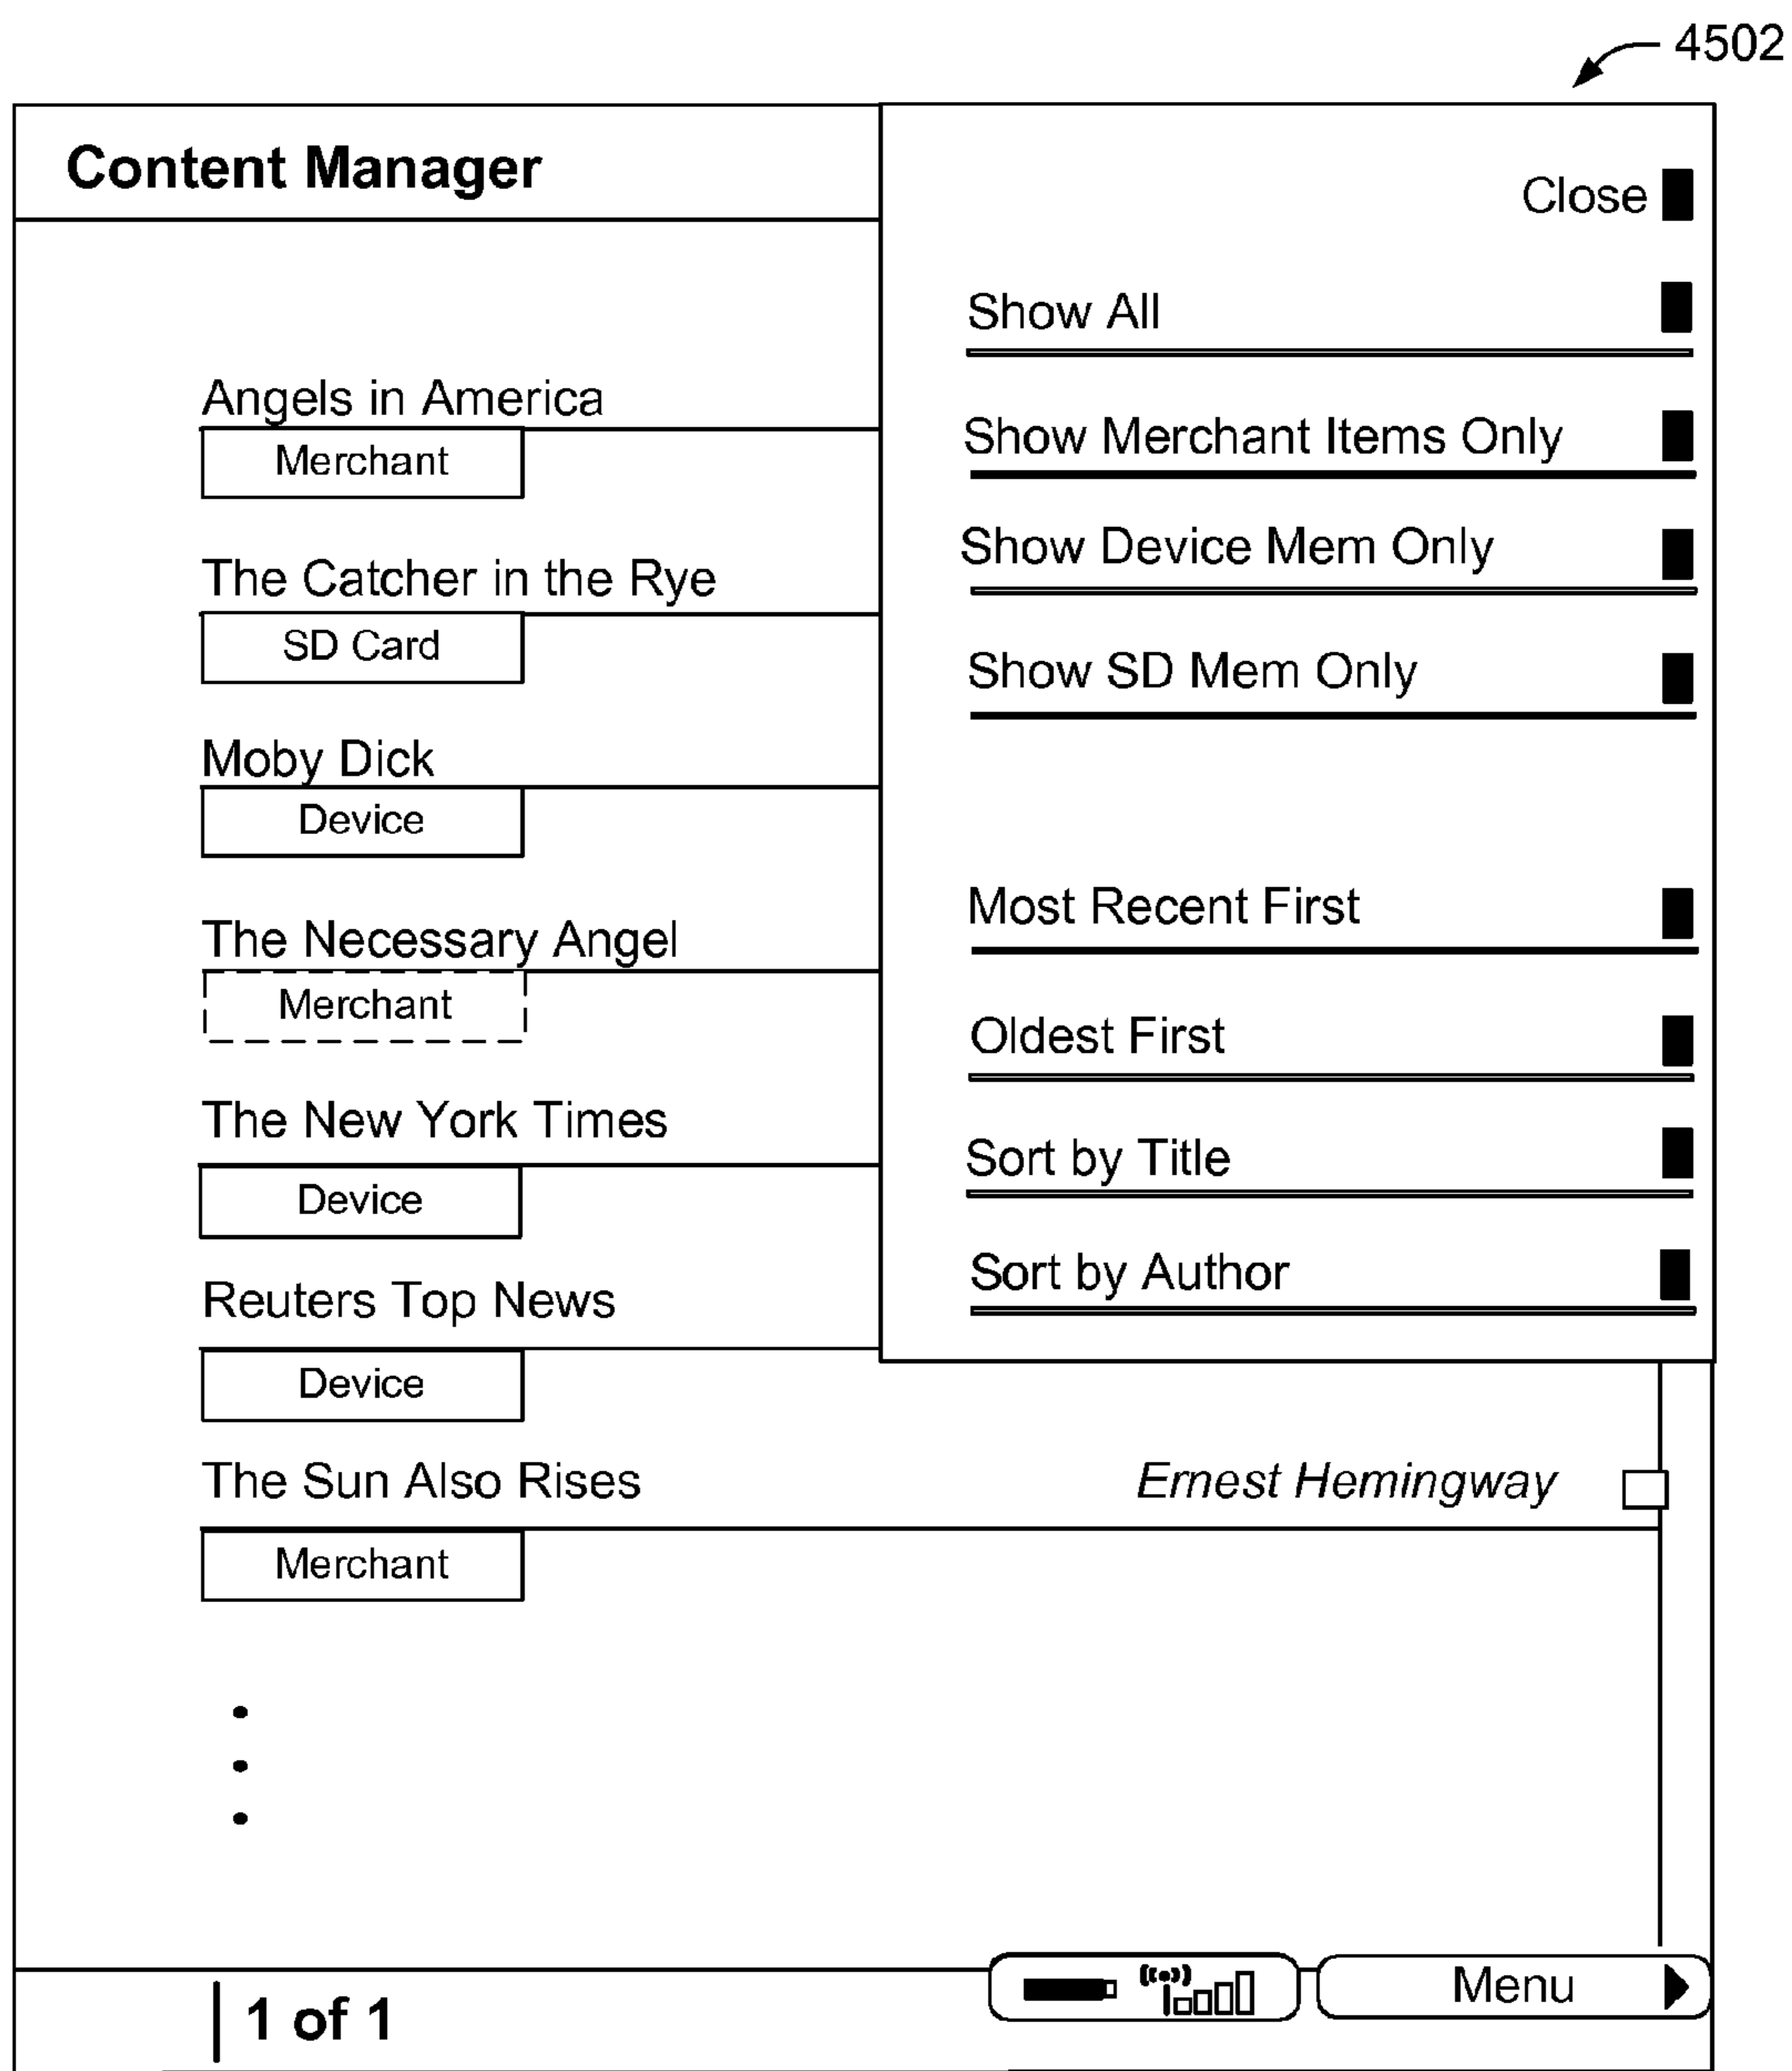 4502
Content Manager
Close
Show All
Angels in America
Merchant
Show Merchant Items Only
The Catcher in the Rye
SD Card
Show Device Mem Only
Show SD Mem Only
Moby Dick
Device
The Necessary Angel
Merchant
Most Recent First
Oldest First
The New York Times
Device
Sort by Title
Reuters Top News
Device
Sort by Author
The Sun Also Rises
Ernest Hemingway
Merchant
1 of 1
Menu